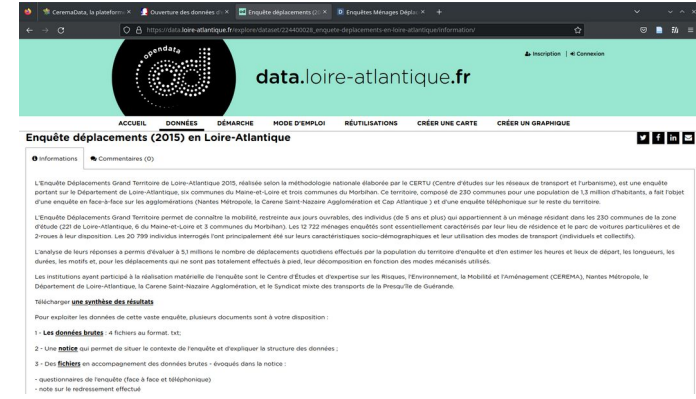 CeremaData, la plateform
Ouverture des données d'
Enquête déplacements (20
Enquêtes Ménages Dépla
https://data.loire-atlantique.fr/explore/dataset/224400028_enquete-deplacements-en-loire-atlantique/information/
opendata
data.loire-atlantique.fr
Inscription | Connexion
ACCUEIL DONNÉES DÉMARCHE MODE D'EMPLOI RÉUTILISATIONS CRÉER UNE CARTE CRÉER UN GRAPHIQUE
Enquête déplacements (2015) en Loire-Atlantique
Informations Commentaires (0)
L'Enquête Déplacements Grand Territoire de Loire-Atlantique 2015, réalisée selon la méthodologie nationale élaborée par le CERTU (Centre d'études sur les réseaux de transport et l'urbanisme), est une enquête
portant sur le Département de Loire-Atlantique, six communes du Maine-et-Loire et trois communes du Morbihan. Ce territoire, composé de 230 communes pour une population de 1,3 million d'habitants, a fait l'objet
d'une enquête en face-à-face sur les agglomérations (Nantes Métropole, la Carene Saint-Nazaire Agglomération et Cap Atlantique ) et d'une enquête téléphonique sur le reste du territoire.
L'Enquête Déplacements Grand Territoire permet de connaître la mobilité, restreinte aux jours ouvrables, des individus (de 5 ans et plus) qui appartiennent à un ménage résidant dans les 230 communes de la zone
d'étude (221 de Loire-Atlantique, 6 du Maine-et-Loire et 3 communes du Morbihan). Les 12 722 ménages enquêtés sont essentiellement caractérisés par leur lieu de résidence et le parc de voitures particulières et de
2-roues à leur disposition. Les 20 799 individus interrogés l'ont principalement été sur leurs caractéristiques socio-démographiques et leur utilisation des modes de transport (individuels et collectifs).
L'analyse de leurs réponses a permis d'évaluer à 5,1 millions le nombre de déplacements quotidiens effectués par la population du territoire d'enquête et d'en estimer les heures et lieux de départ, les longueurs, les
durées, les motifs et, pour les déplacements qui ne sont pas totalement effectués à pied, leur décomposition en fonction des modes mécanisés utilisés.
Les institutions ayant participé à la réalisation matérielle de l'enquête sont le Centre d'Études et d'expertise sur les Risques, l'Environnement, la Mobilité et l'Aménagement (CEREMA), Nantes Métropole, le
Département de Loire-Atlantique, la Carene Saint-Nazaire Agglomération, et le Syndicat mixte des transports de la Presqu'île de Guérande.
Télécharger une synthèse des résultats
Pour exploiter les données de cette vaste enquête, plusieurs documents sont à votre disposition :
1 - Les données brutes : 4 fichiers au format. txt;
2 - Une notice qui permet de situer le contexte de l'enquête et d'expliquer la structure des données ;
3 - Des fichiers en accompagnement des données brutes - évoqués dans la notice :
- questionnaires de l'enquête (face à face et téléphonique)
- note sur le redressement effectué